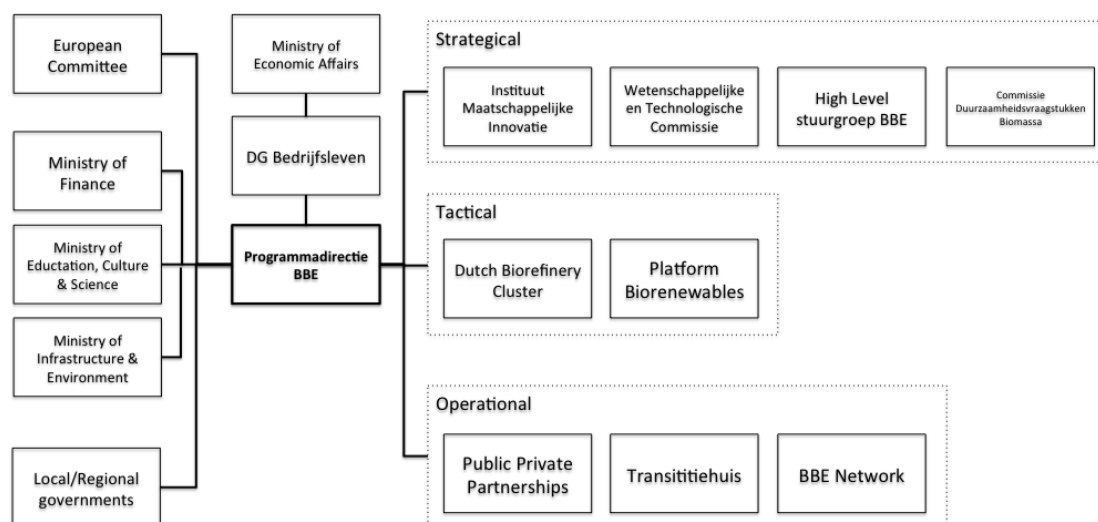 European
Committee
Ministry of
Finance
Ministry of
Eductation, Culture
& Science
Ministry of
Infrastructure &
Environment
Local/Regional
governments
Ministry of
Economic Affairs
DG Bedrijfsleven
Programmadirectie
BBE
Strategical
Instituut
Maatschappelijke
Innovatie
Wetenschappelijke
en Technologische
Commissie
High Level
stuurgroep BBE
Commissie
Duurzaamheidsvraagstukken
Biomassa
Tactical
Dutch Biorefinery
Cluster
Platform
Biorenewables
Operational
Public Private
Partnerships
Transititiehuis
BBE Network